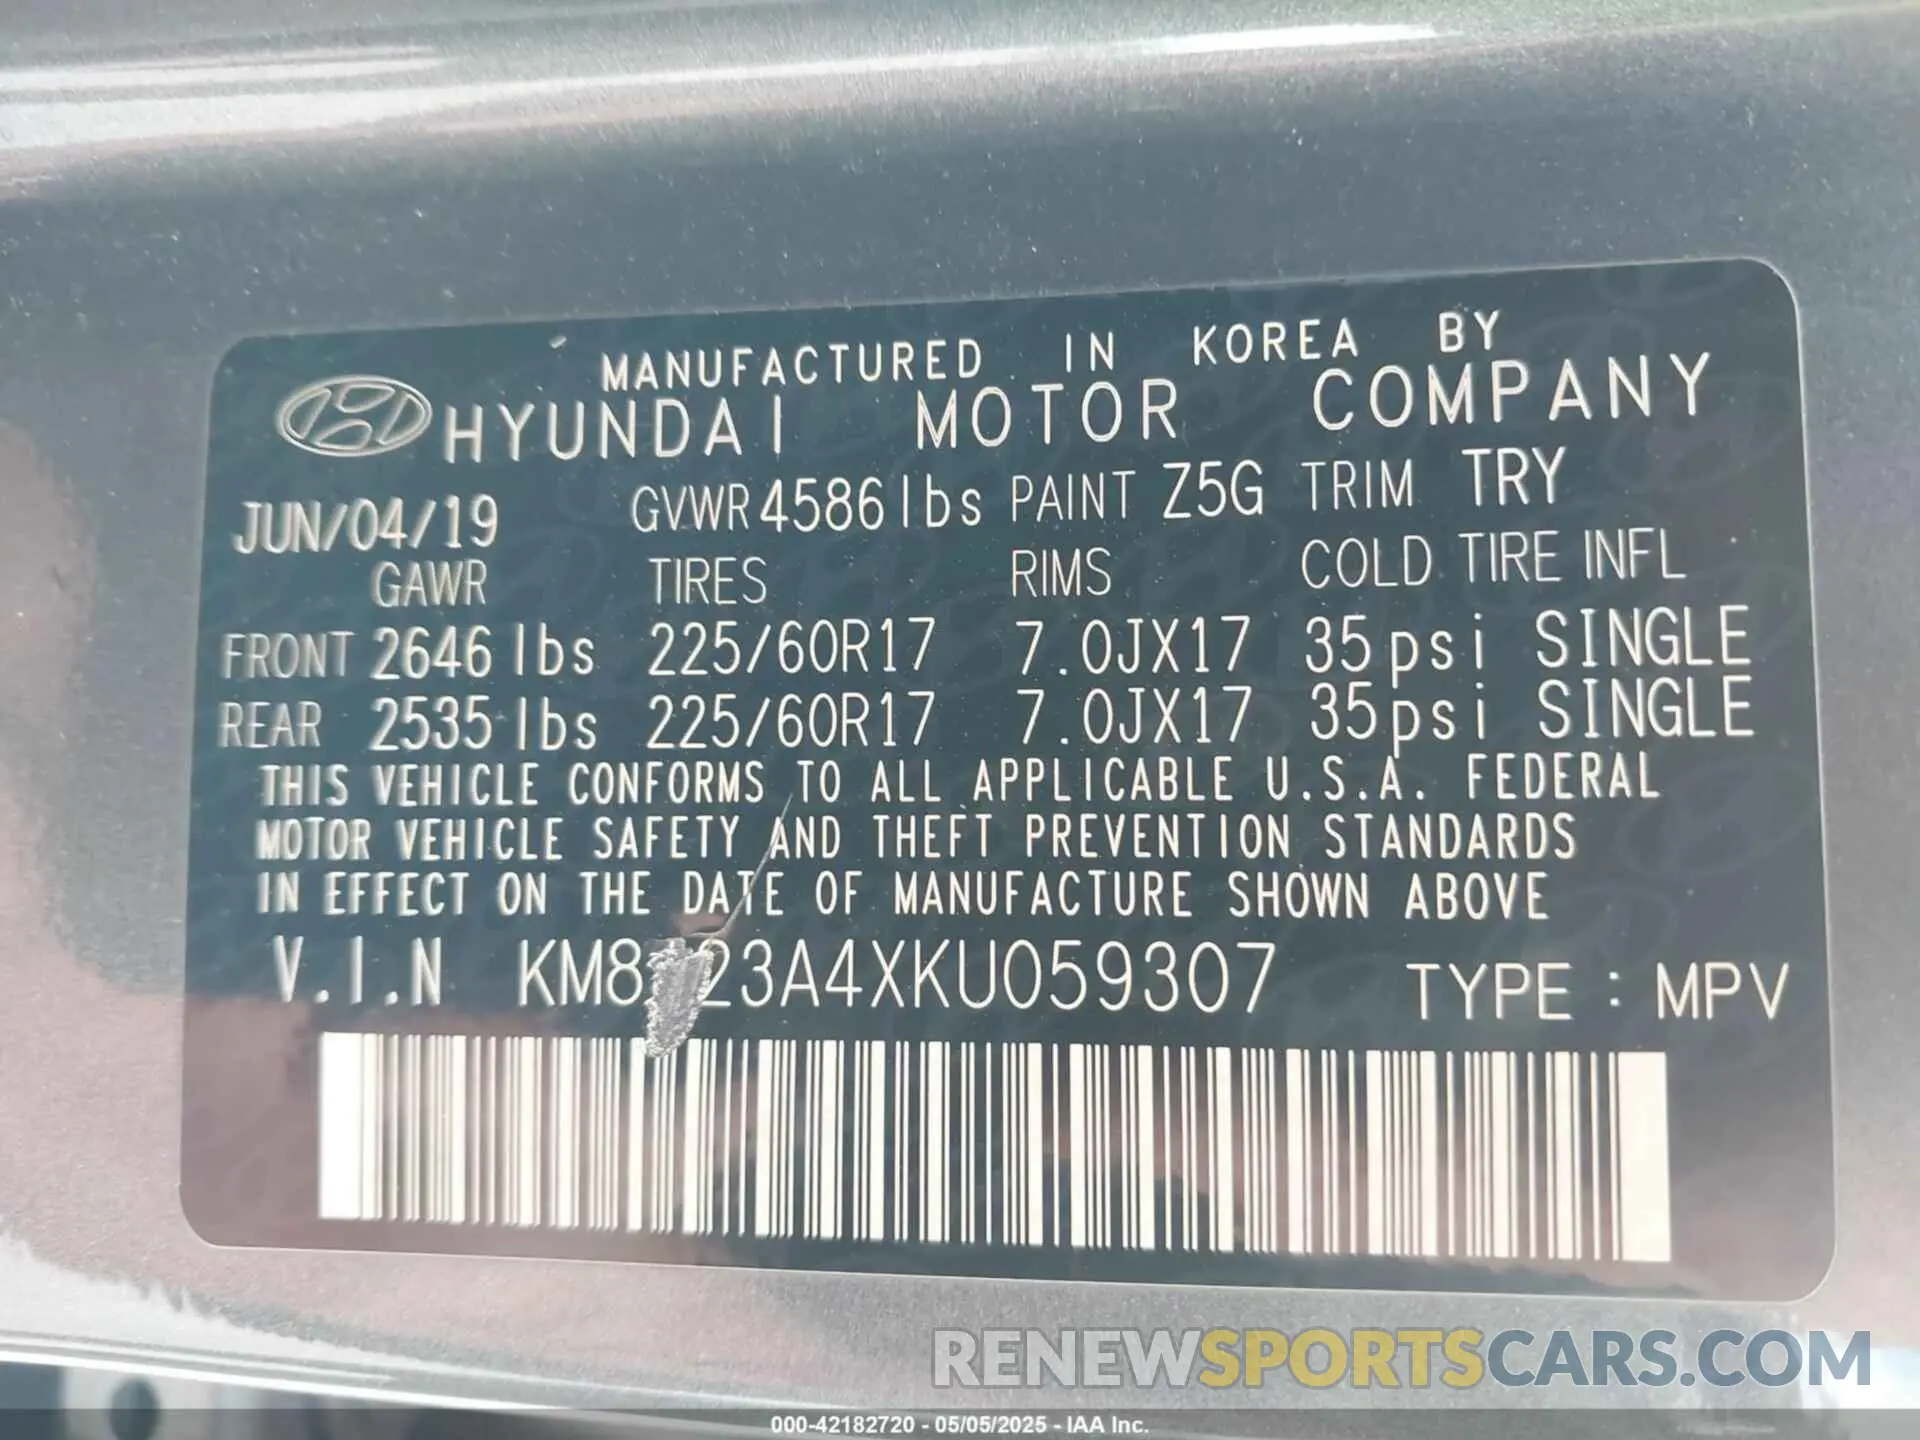 MANUFACTURED IN KOREA BY
HYUNDAI MOTOR COMPANY
JUN/04/19 GVWR 4586 lbs PAINT Z5G TRIM TRY
GAWR TIRES RIMS COLD TIRE INFL
FRONT 2646 lbs 225/60R17 7.0JX17 35psi SINGLE
REAR 2535 lbs 225/60R17 7.0JX17 35psi SINGLE
THIS VEHICLE CONFORMS TO ALL APPLICABLE U.S.A. FEDERAL
MOTOR VEHICLE SAFETY AND THEFT PREVENTION STANDARDS
IN EFFECT ON THE DATE OF MANUFACTURE SHOWN ABOVE
V.I.N TYPE : MPV
RENEWSPORTSCARS.COM
000-42182720 - 05/05/2025 - IAA Inc.